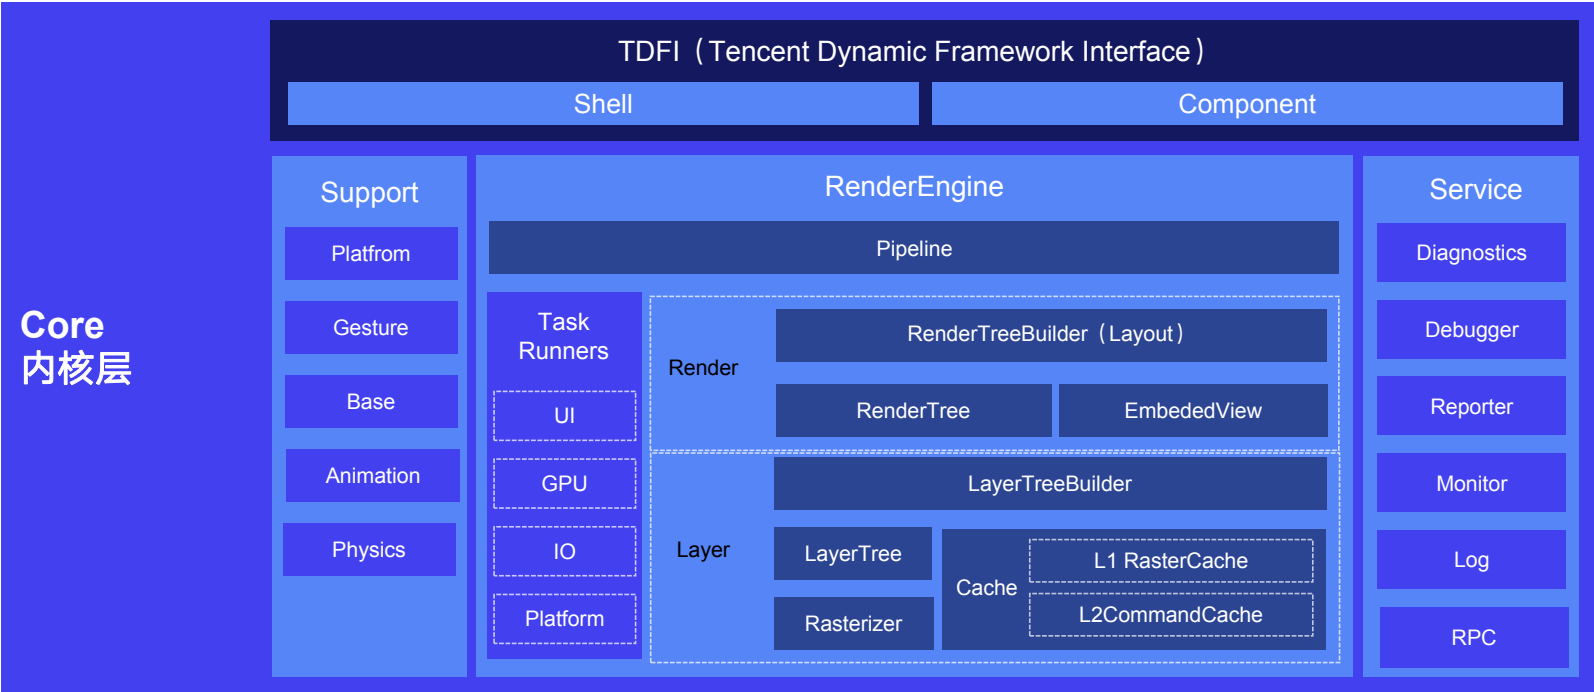 TDFI（Tencent Dynamic Framework Interface）
Shell
Component
Core
内核层
Support
Platfrom
Gesture
Base
Animation
Physics
RenderEngine
Pipeline
Task
Runners
UI
GPU
IO
Platform
Render
RenderTreeBuilder（Layout）
RenderTree
EmbededView
Layer
LayerTreeBuilder
LayerTree
Rasterizer
Cache
L1 RasterCache
L2CommandCache
Service
Diagnostics
Debugger
Reporter
Monitor
Log
RPC